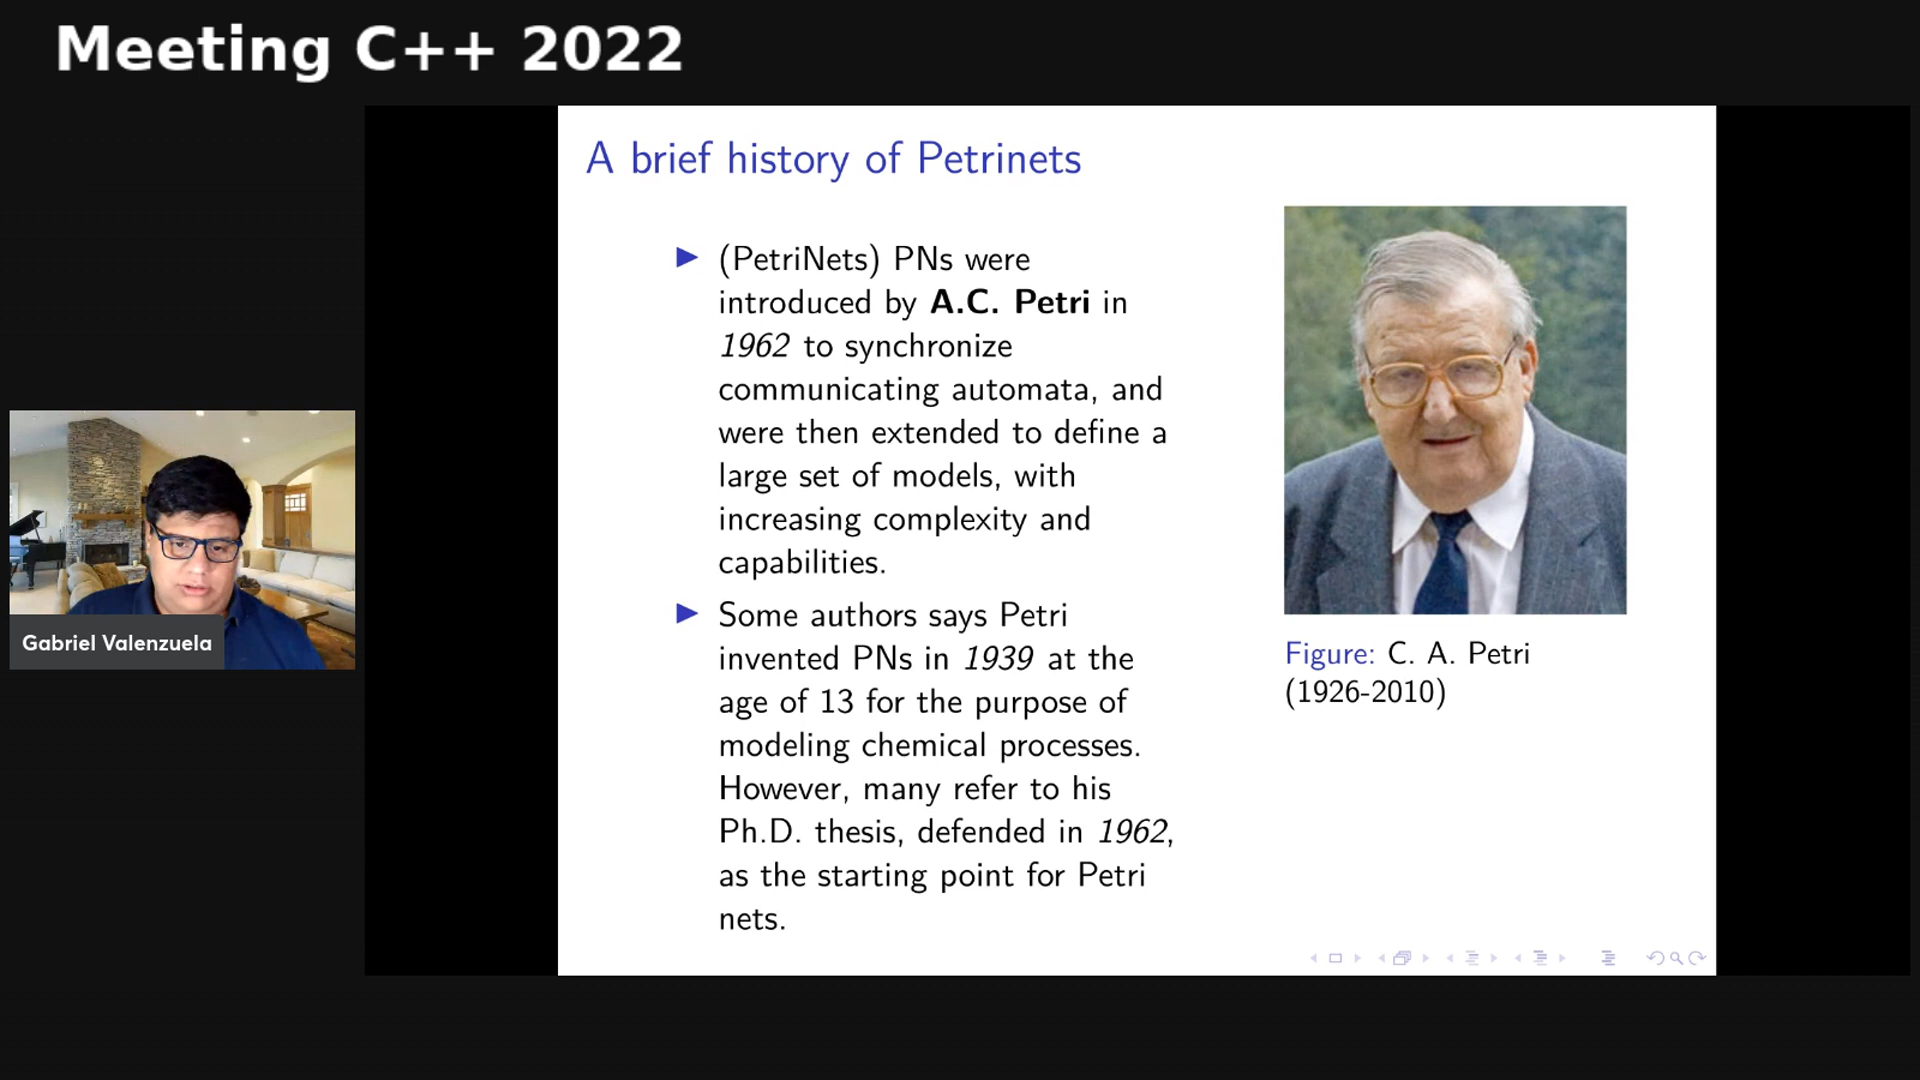 Meeting C++ 2022
A brief history of Petrinets
(PetriNets) PNs were
introduced by A.C. Petri in
1962 to synchronize
communicating automata, and
were then extended to define a
large set of models, with
increasing complexity and
capabilities.
Some authors says Petri
invented PNs in 1939 at the
age of 13 for the purpose of
modeling chemical processes.
However, many refer to his
Ph.D. thesis, defended in 1962,
as the starting point for Petri
nets.
Figure: C. A. Petri
(1926-2010)
Gabriel Valenzuela